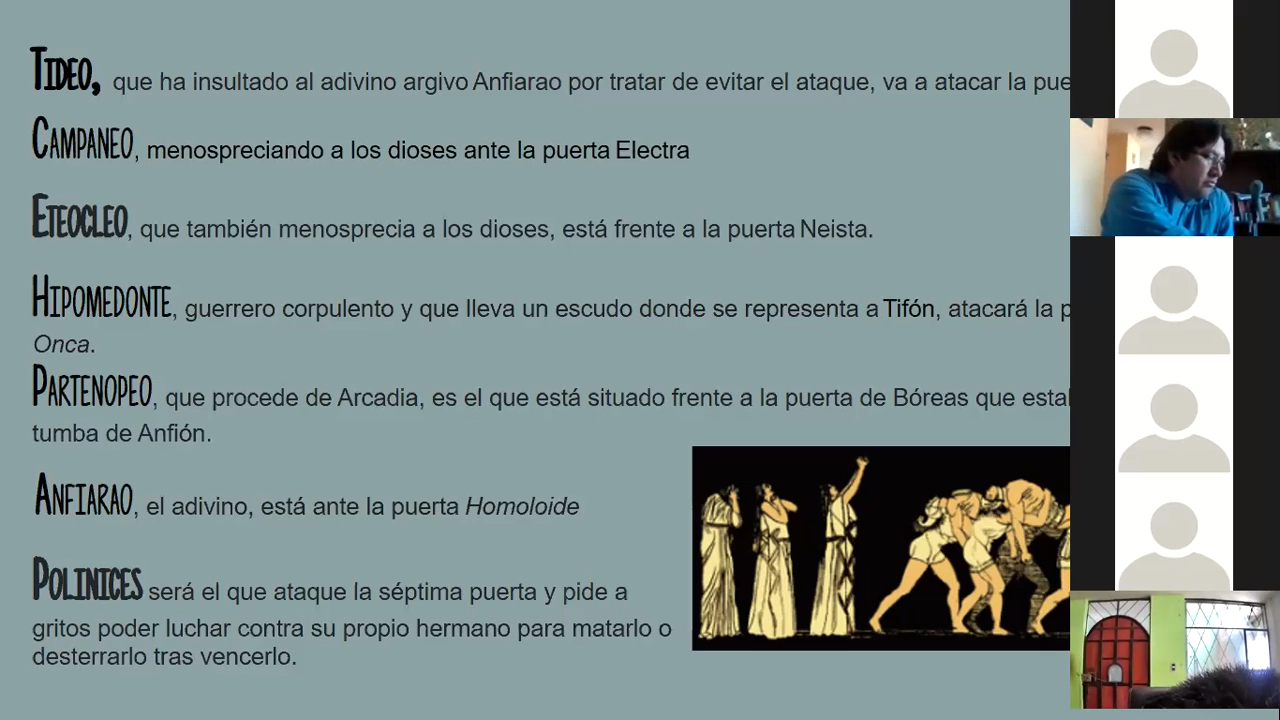 TIDEO, que ha insultado al adivino argivo Anfiarao por tratar de evitar el ataque, va a atacar la
CAMPANEO, menospreciando a los dioses ante la puerta Electra
ETEOCLEO, que también menosprecia a los dioses, está frente a la puerta Neista.
HIPOMEDONTE, guerrero corpulento y que lleva un escudo donde se representa a Tifón, atacará la
Onca.
PARTENOPEO, que procede de Arcadia, es el que está situado frente a la puerta de Bóreas que
tumba de Anfión.
ANFIARAO, el adivino, está ante la puerta Homoloide
POLINICES será el que ataque la séptima puerta y pide a
gritos poder luchar contra su propio hermano para matarlo o
desterrarlo tras vencerlo.